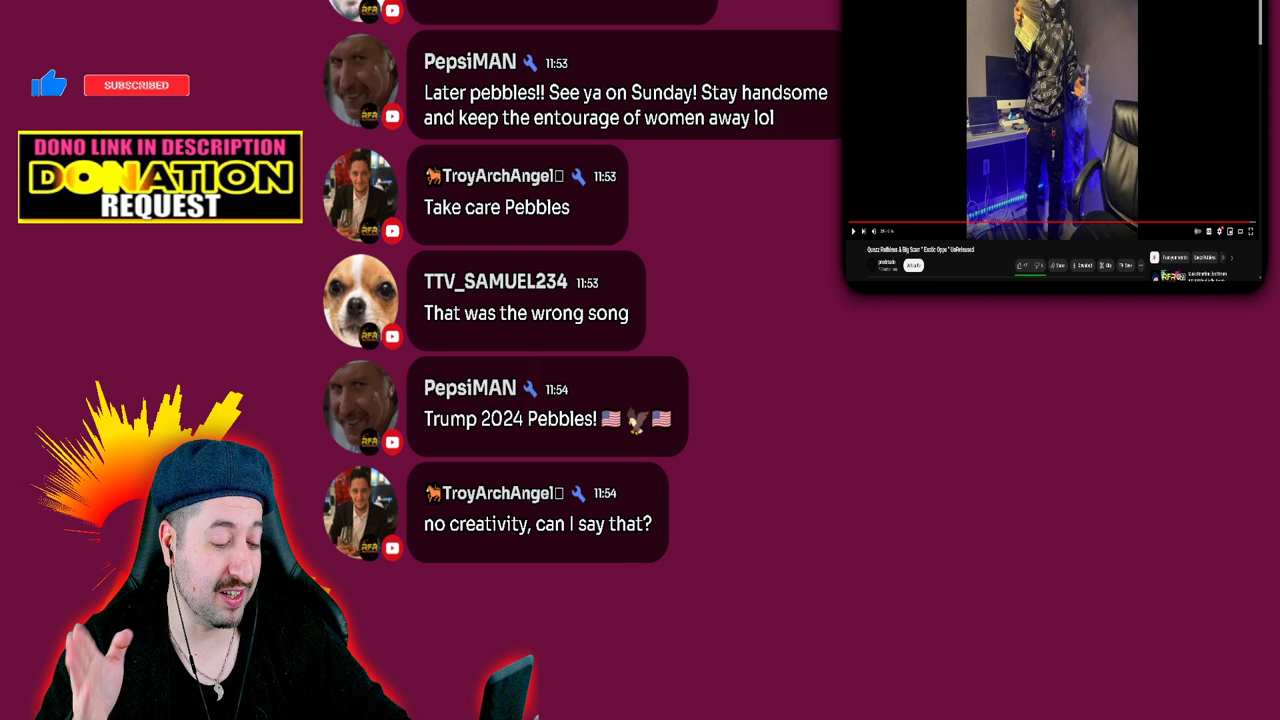 SUBSCRIBED
DONO LINK IN DESCRIPTION
DONATION
REQUEST
PepsiMAN 11:53
Later pebbles!! See ya on Sunday! Stay handsome
and keep the entourage of women away lol
TroyArchAngel 11:53
Take care Pebbles
TTV_SAMUEL234 11:53
That was the wrong song
PepsiMAN 11:54
Trump 2024 Pebbles!
TroyArchAngel 11:54
no creativity, can I say that?